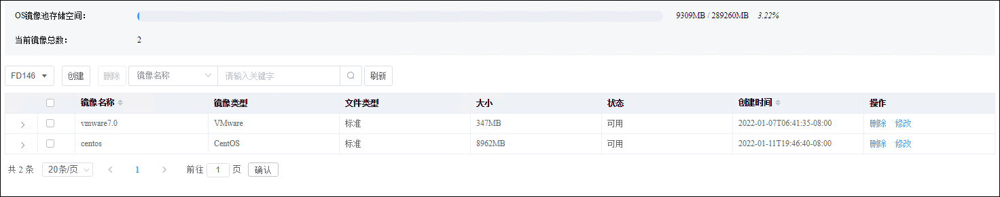 OS镜像池存储空间： 9309MB / 289260MB 3.22%
当前镜像总数： 2
FD146 创建 删除 镜像名称 请输入关键字 刷新
镜像名称 镜像类型 文件类型 大小 状态 创建时间 操作
vmware7.0 VMware 标准 347MB 可用 2022-01-07T06:41:35-08:00 删除 修改
centos CentOS 标准 8962MB 可用 2022-01-11T19:46:40-08:00 删除 修改
共 2 条 20条/页 1 前往 1 页 确认